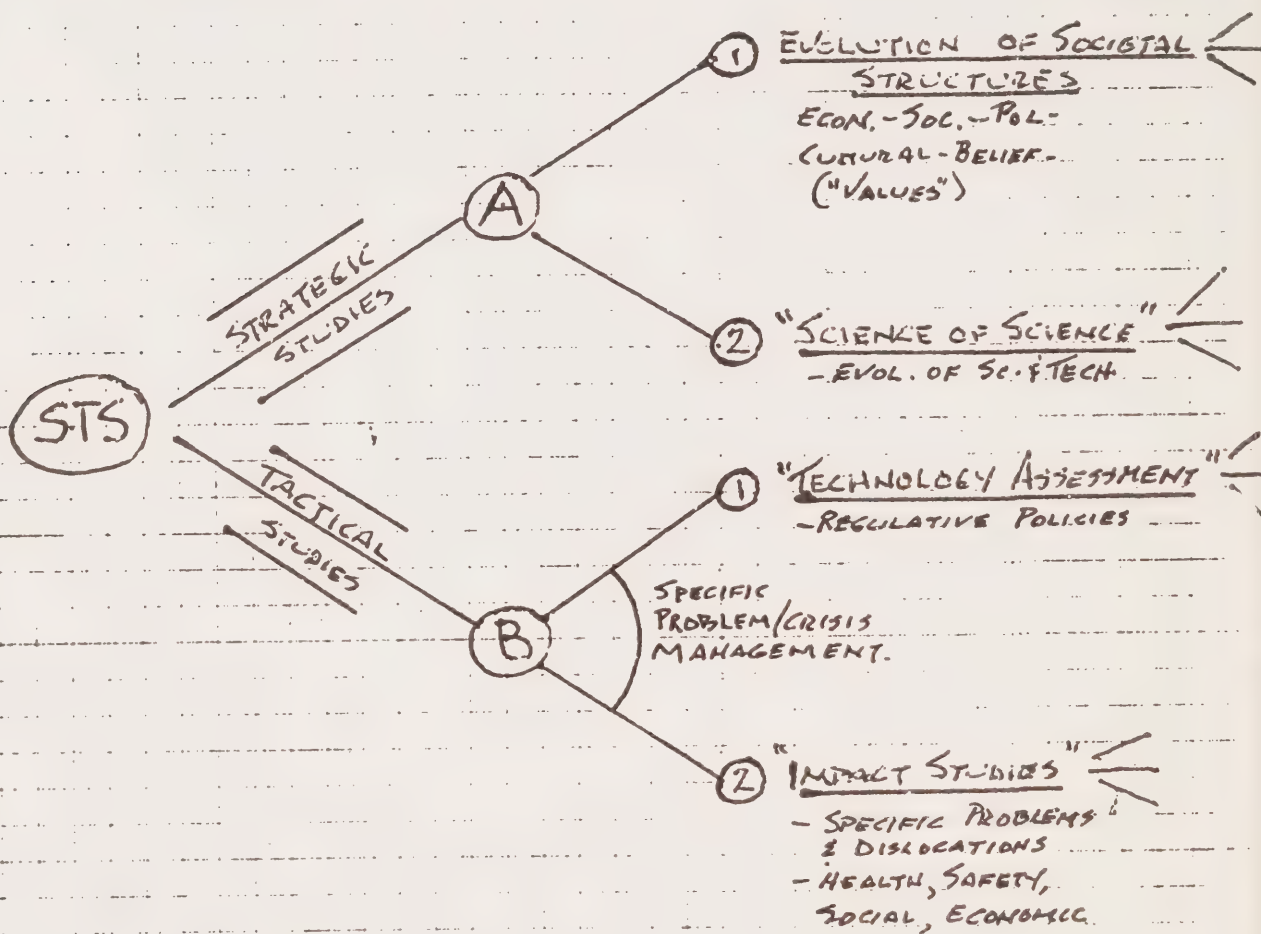 ① EVOLUTION OF SOCIETAL
STRUCTURES
ECON.-SOC.-POL-
CULTURAL-BELIEF-
("VALUES")
A
STRATEGIC
STUDIES
② "SCIENCE OF SCIENCE"
- EVOL. OF SC. & TECH.
STS
TACTICAL
STUDIES
① "TECHNOLOGY ASSESSMENT"
- REGULATIVE POLICIES
B
SPECIFIC
PROBLEM/CRISIS
MANAGEMENT.
② "IMPACT STUDIES"
- SPECIFIC PROBLEMS
& DISLOCATIONS
- HEALTH, SAFETY,
SOCIAL, ECONOMIC